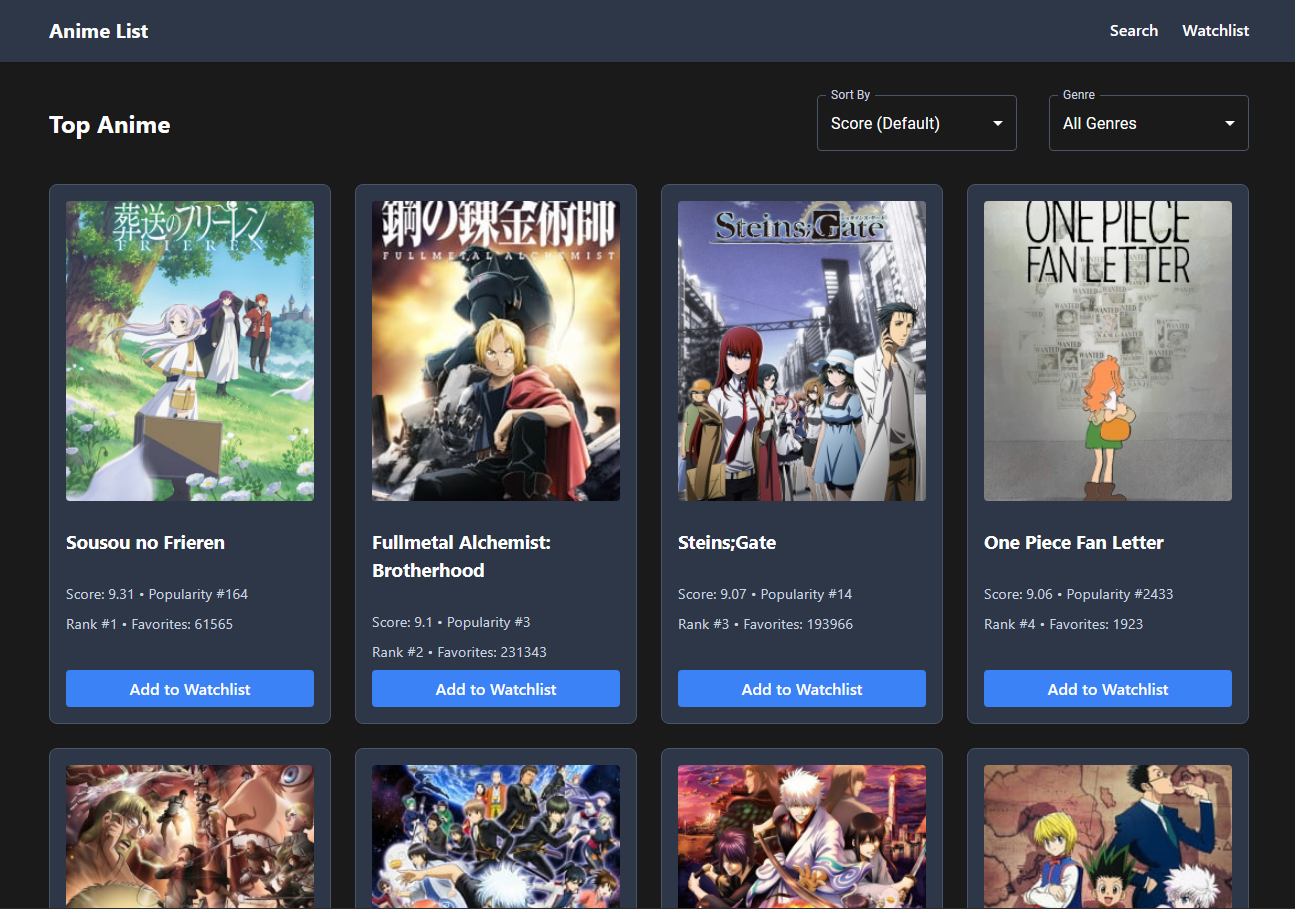 Anime List
Search
Watchlist
Top Anime
Sort By
Score (Default)
Genre
All Genres
葬送のフリーレン
FRIEREN
鋼の錬金術師
FULLMETAL ALCHEMIST
Steins;Gate
ONE PIECE
FAN LETTER
WANTED
WANTED
WANTED
WANTED
WANTED
Sousou no Frieren
Fullmetal Alchemist:
Brotherhood
Steins;Gate
One Piece Fan Letter
Score: 9.31 • Popularity #164
Rank #1 • Favorites: 61565
Score: 9.1 • Popularity #3
Rank #2 • Favorites: 231343
Score: 9.07 • Popularity #14
Rank #3 • Favorites: 193966
Score: 9.06 • Popularity #2433
Rank #4 • Favorites: 1923
Add to Watchlist
Add to Watchlist
Add to Watchlist
Add to Watchlist